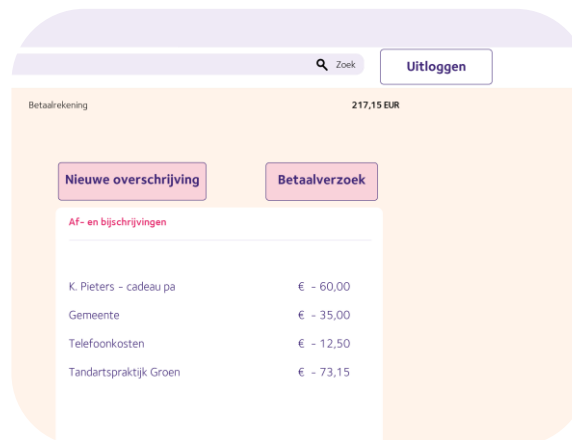 Zoek
Uitloggen
Betaalrekening 217,15 EUR
Nieuwe overschrijving Betaalverzoek
Af- en bijschrijvingen
K. Pieters - cadeau pa € - 60,00
Gemeente € - 35,00
Telefoonkosten € - 12,50
Tandartspraktijk Groen € - 73,15